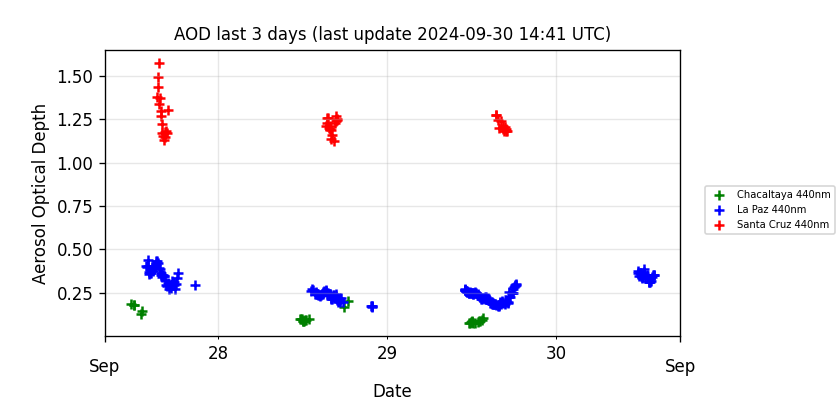 AOD last 3 days (last update 2024-09-30 14:41 UTC)
Aerosol Optical Depth
1.50
1.25
1.00
0.75
0.50
0.25
28
29
30
Sep
Sep
Date
Chacaltaya 440nm
La Paz 440nm
Santa Cruz 440nm